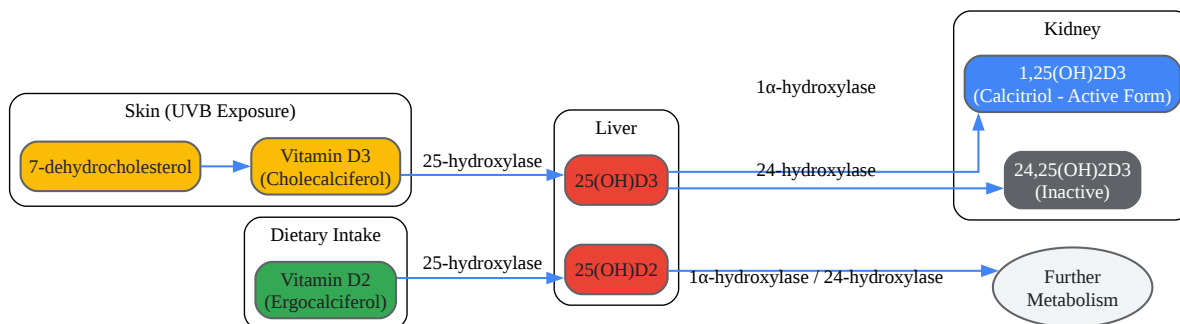 Skin (UVB Exposure)
7-dehydrocholesterol
Vitamin D3
(Cholecalciferol)
25-hydroxylase
Dietary Intake
Vitamin D2
(Ergocalciferol)
25-hydroxylase
Liver
25(OH)D3
25(OH)D2
1α-hydroxylase
24-hydroxylase
1α-hydroxylase / 24-hydroxylase
Kidney
1,25(OH)2D3
(Calcitriol - Active Form)
24,25(OH)2D3
(Inactive)
Further
Metabolism